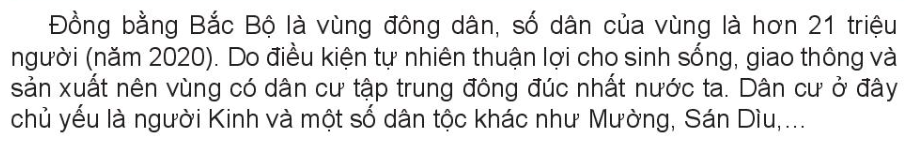 Đồng bằng Bắc Bộ là vùng đông dân, số dân của vùng là hơn 21 triệu
người (năm 2020). Do điều kiện tự nhiên thuận lợi cho sinh sống, giao thông và
sản xuất nên vùng có dân cư tập trung đông đúc nhất nước ta. Dân cư ở đây
chủ yếu là người Kinh và một số dân tộc khác như Mường, Sán Dìu,...